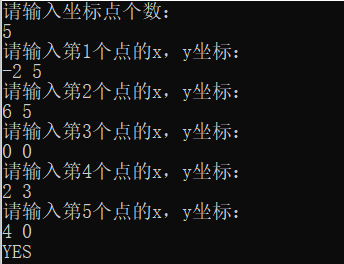 请输入坐标点个数：
5
请输入第1个点的x，y坐标：
-2 5
请输入第2个点的x，y坐标：
6 5
请输入第3个点的x，y坐标：
0 0
请输入第4个点的x，y坐标：
2 3
请输入第5个点的x，y坐标：
4 0
YES